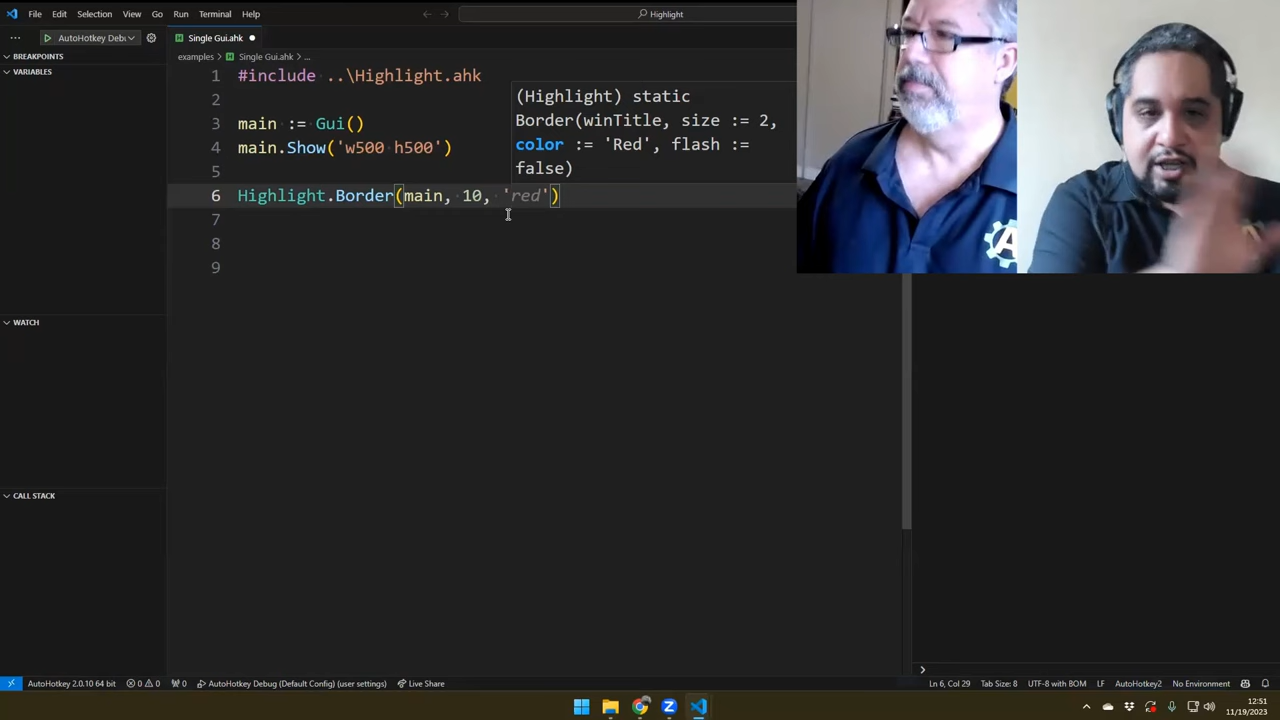 File Edit Selection View Go Run Terminal Help
Highlight
AutoHotkey Debu
Single Gui.ahk
examples > Single Gui.ahk > ...
BREAKPOINTS
VARIABLES
WATCH
CALL STACK
1 #include ..\Highlight.ahk
2
3 main := Gui()
4 main.Show('w500 h500')
5
6 Highlight.Border(main, 10, 'red')
7
8
9
(Highlight) static
Border(winTitle, size := 2,
color := 'Red', flash :=
false)
A
AutoHotkey 2.0.10 64 bit 0 0 0 AutoHotkey Debug (Default Config) (user settings) Live Share Ln 6, Col 29 Tab Size: 8 UTF-8 with BOM LF AutoHotkey2 No Environment
12:51
11/19/2023